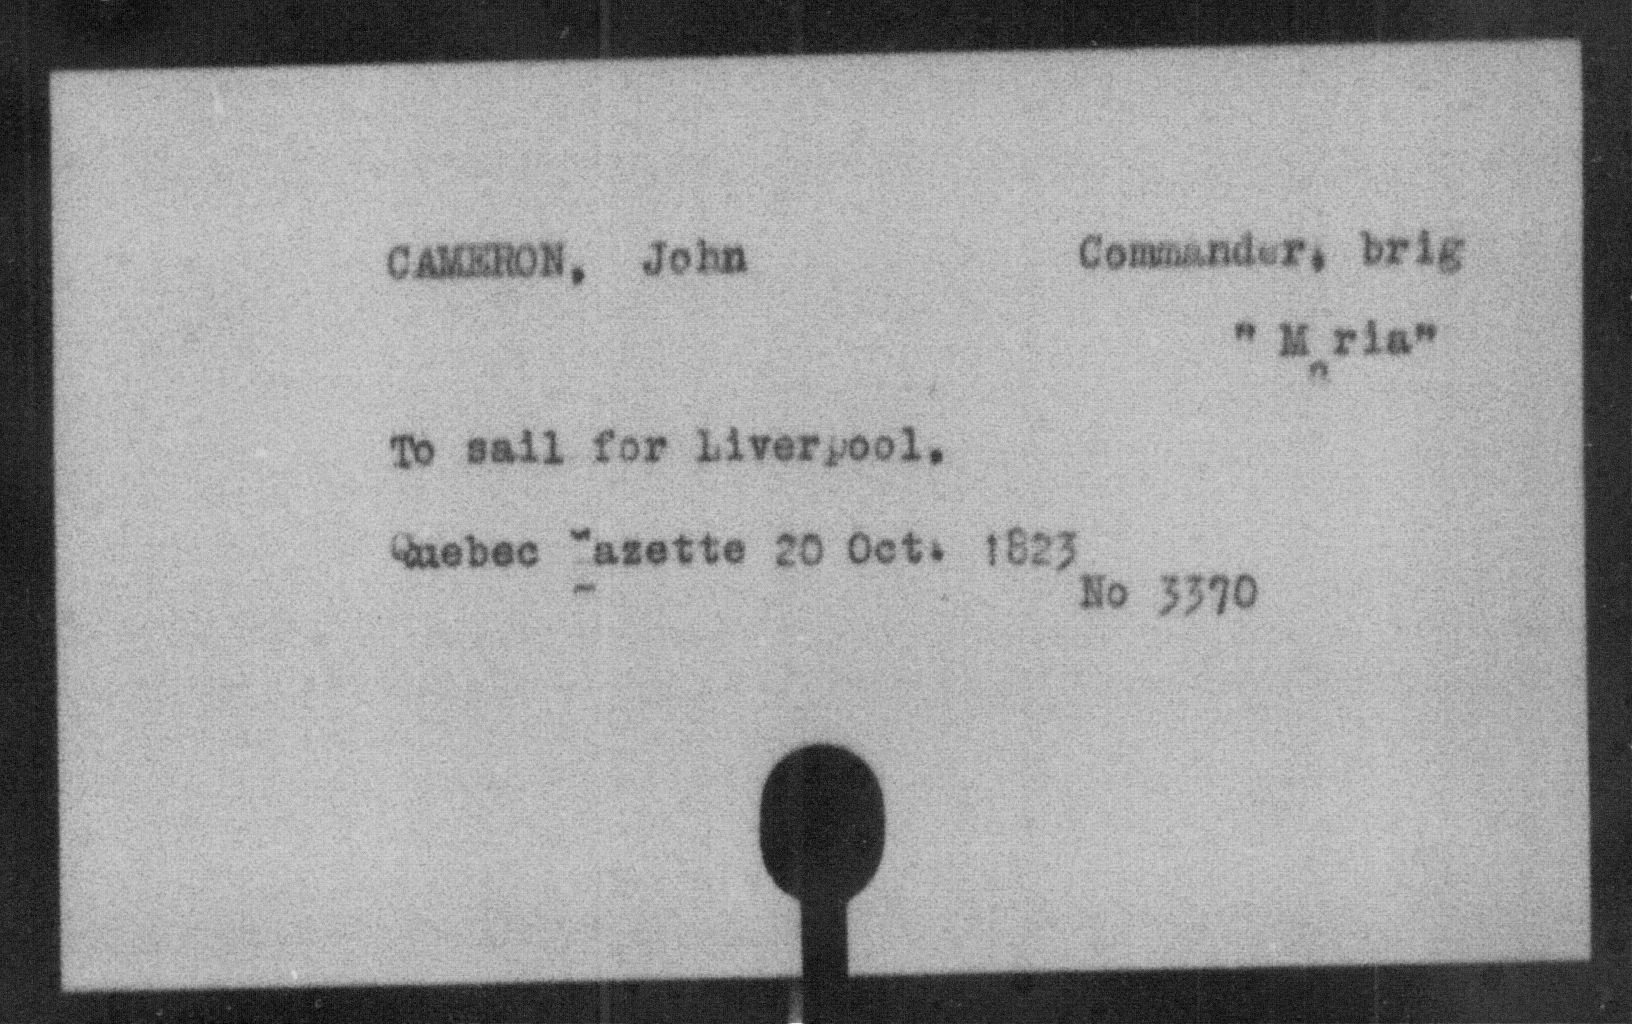 CAMERON, John Commander, brig
" Maria"
To sail for Liverpool.
Quebec Gazette 20 Oct. 1823
No 3370